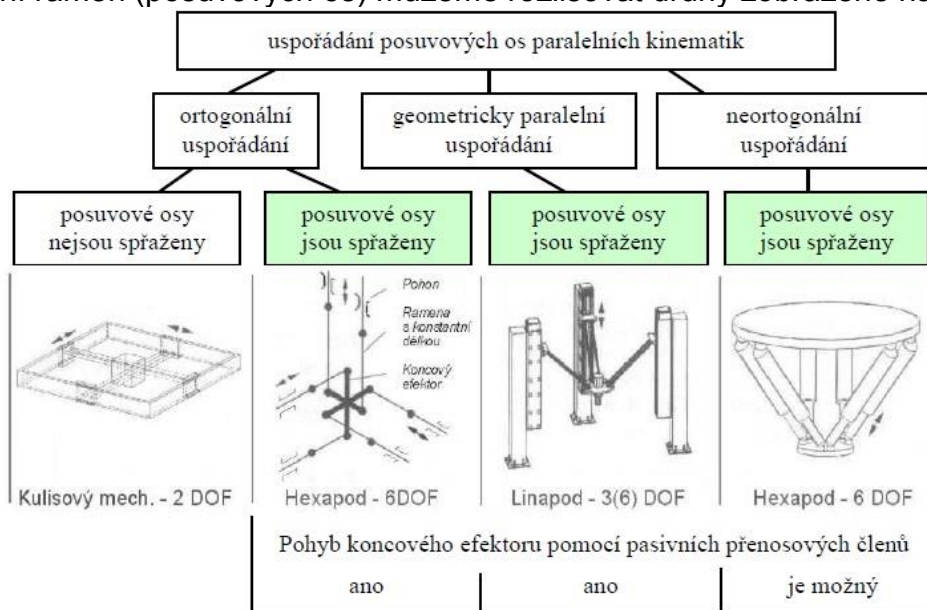 uspořádání posuvových os paralelních kinematik
ortogonální
uspořádání
geometricky paralelní
uspořádání
neortogonální
uspořádání
posuvové osy
nejsou spřaženy
posuvové osy
jsou spřaženy
posuvové osy
jsou spřaženy
posuvové osy
jsou spřaženy
Pohon
Ramena
s konstantní
délkou
Koncový
efektor
Kulisový mech. - 2 DOF
Hexapod - 6DOF
Linapod - 3(6) DOF
Hexapod - 6 DOF
Pohyb koncového efektoru pomocí pasivních přenosových členů
ano
ano
je možný